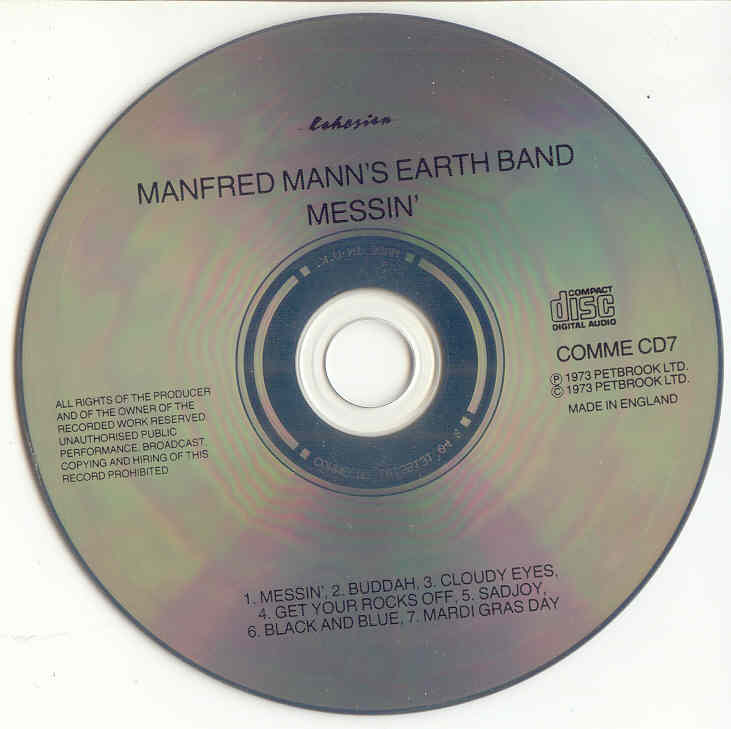 Cohesion
MANFRED MANN'S EARTH BAND
MESSIN'
COMPACT
disc
DIGITAL AUDIO
COMME CD7
Ⓟ 1973 PETBROOK LTD.
© 1973 PETBROOK LTD.
MADE IN ENGLAND
ALL RIGHTS OF THE PRODUCER
AND OF THE OWNER OF THE
RECORDED WORK RESERVED.
UNAUTHORISED PUBLIC
PERFORMANCE. BROADCAST.
COPYING AND HIRING OF THIS
RECORD PROHIBITED
1. MESSIN', 2. BUDDAH, 3. CLOUDY EYES,
4. GET YOUR ROCKS OFF, 5. SADJOY,
6. BLACK AND BLUE, 7. MARDI GRAS DAY